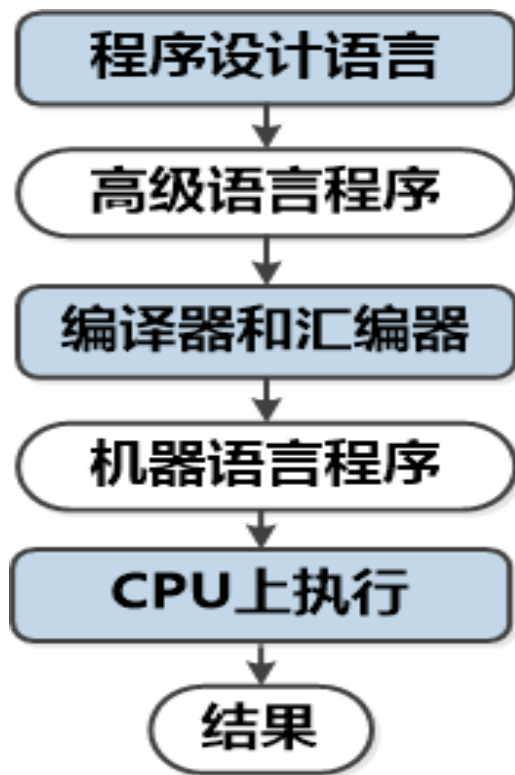 程序设计语言
高级语言程序
编译器和汇编器
机器语言程序
CPU上执行
结果